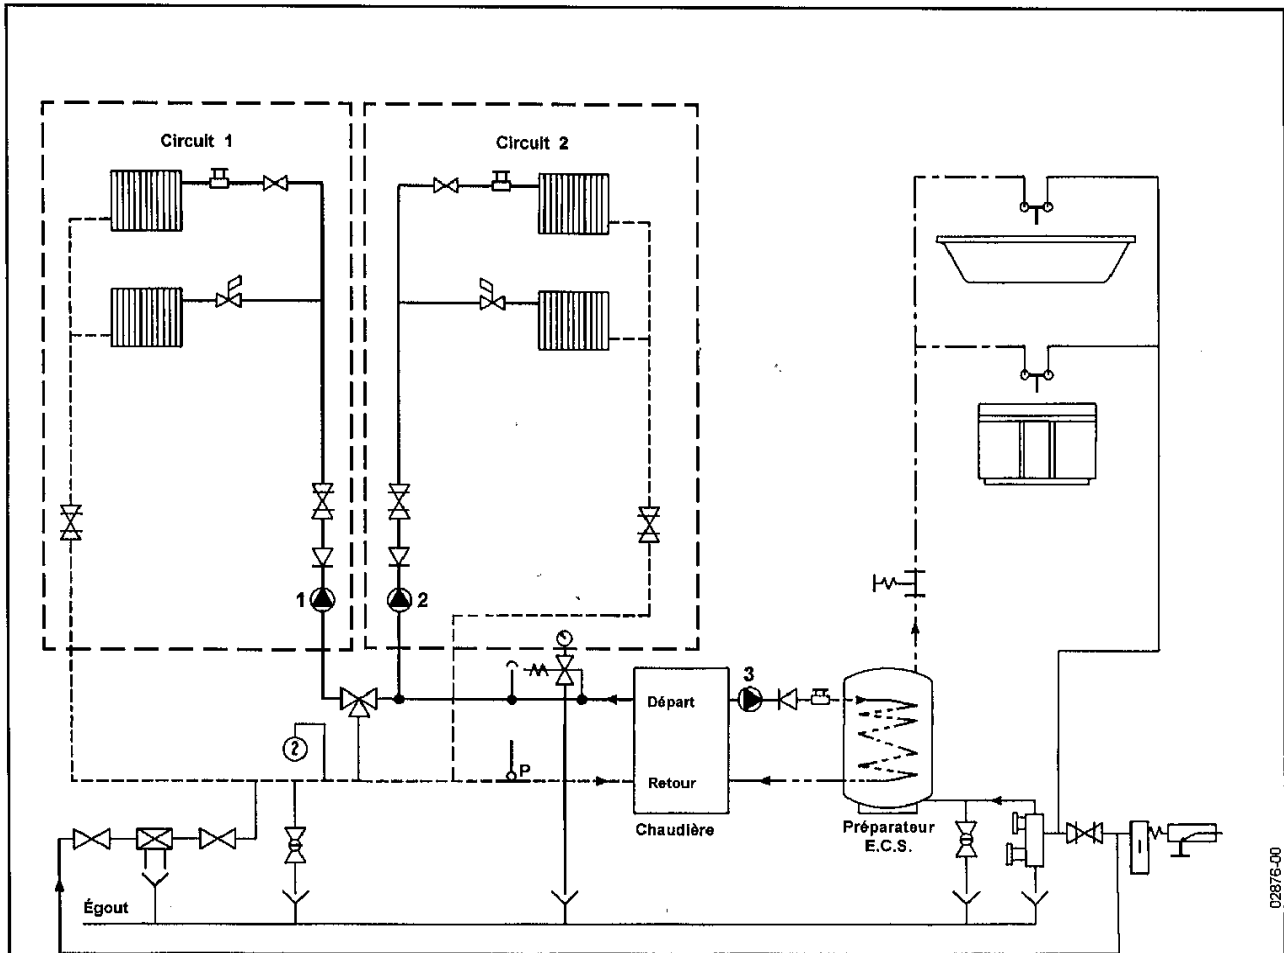 Circuit 1
Circuit 2
1
2
3
Départ
Retour
P
Chaudière
Préparateur
E.C.S.
Égout
02876-00